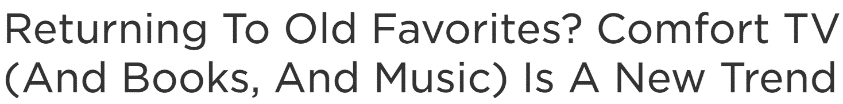 Returning To Old Favorites? Comfort TV
(And Books, And Music) Is A New Trend